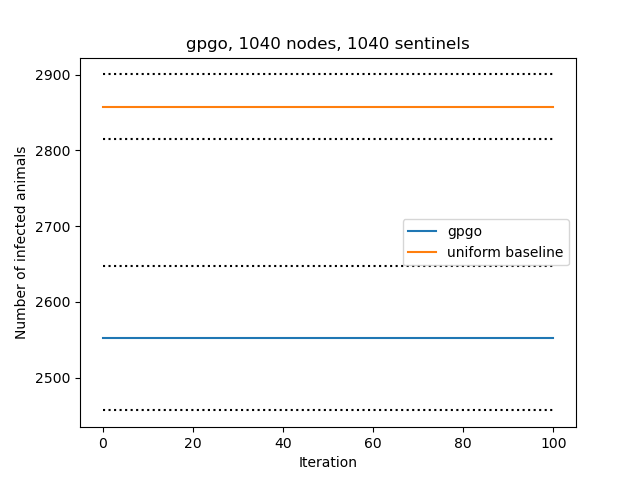 gpgo, 1040 nodes, 1040 sentinels
2900
2800
2700
2600
2500
Number of infected animals
gpgo
uniform baseline
0 20 40 60 80 100
Iteration